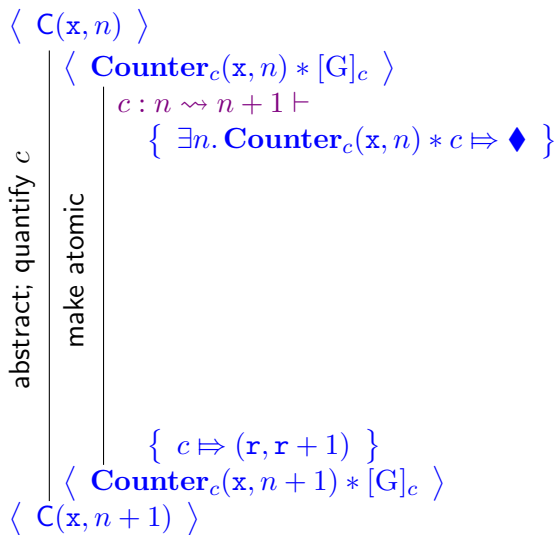 ⟨ C(x, n) ⟩
⟨ Counter_c(x, n) ∗ [G]_c ⟩
c : n ⇝ n + 1 ⊢
{ ∃n. Counter_c(x, n) ∗ c ⤇ ♦ }
abstract; quantify c
make atomic
{ c ⤇ (r, r + 1) }
⟨ Counter_c(x, n + 1) ∗ [G]_c ⟩
⟨ C(x, n + 1) ⟩